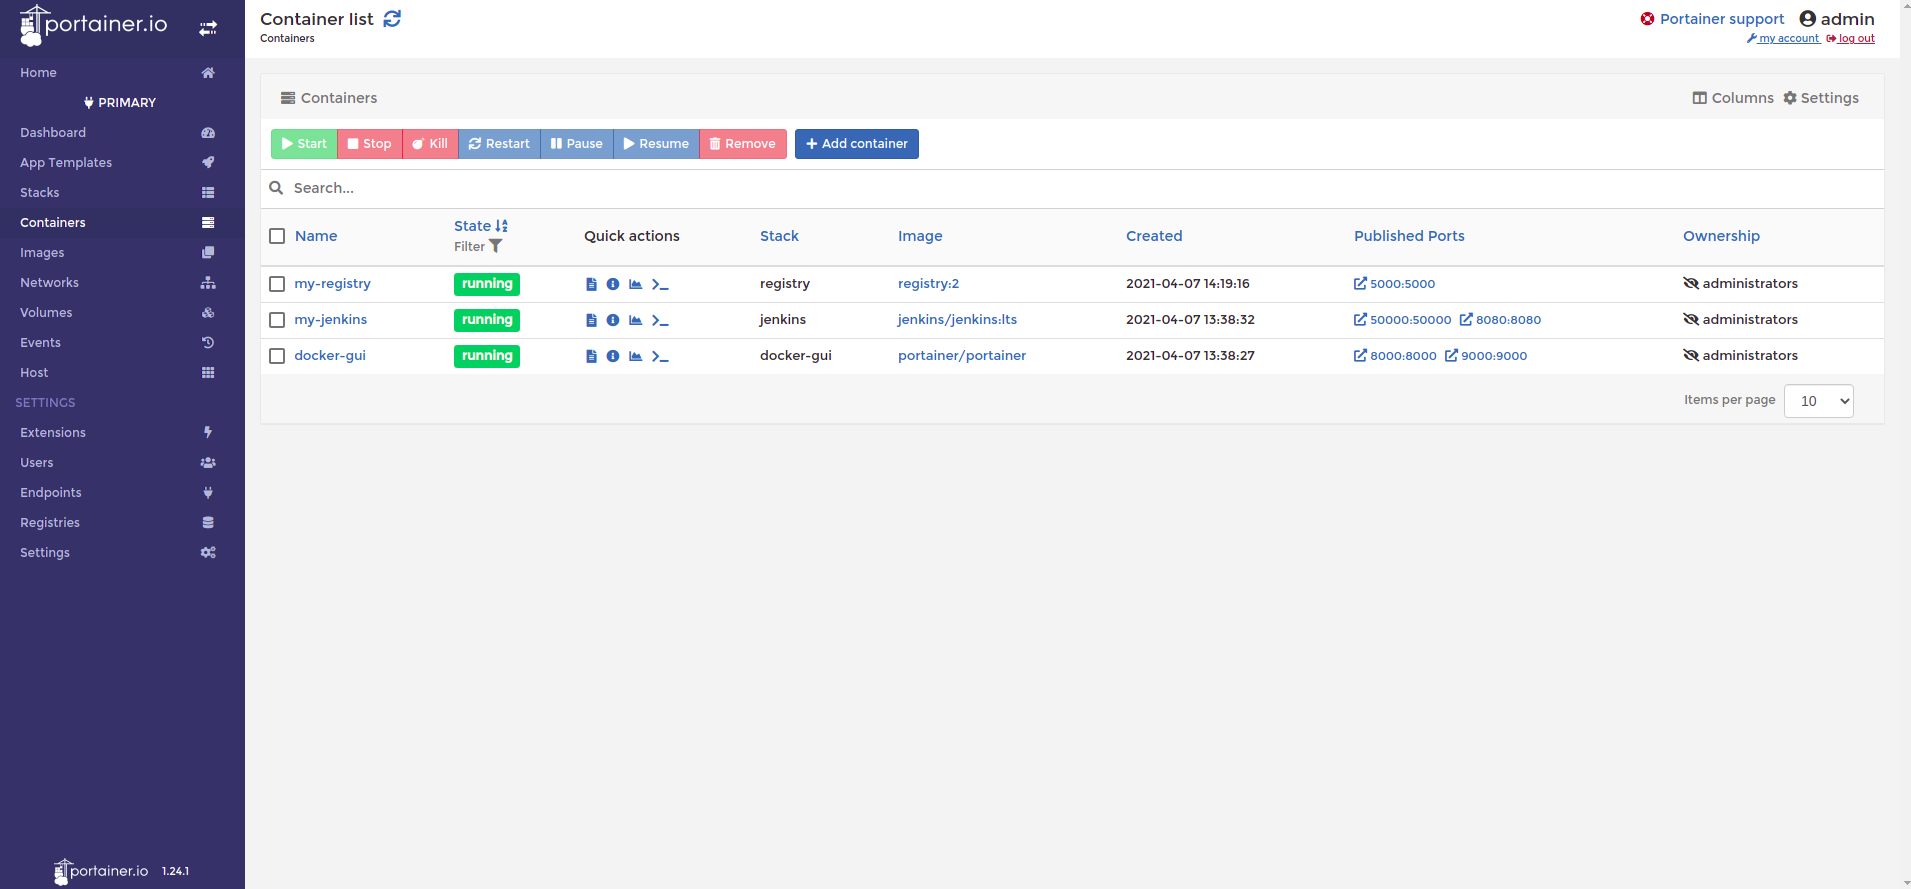 portainer.io
Home
PRIMARY
Dashboard
App Templates
Stacks
Containers
Images
Networks
Volumes
Events
Host
SETTINGS
Extensions
Users
Endpoints
Registries
Settings
portainer.io 1.24.1
Container list
Containers
Portainer support admin
my account log out
Containers
Columns Settings
Start Stop Kill Restart Pause Resume Remove Add container
Search...
Name State Filter Quick actions Stack Image Created Published Ports Ownership
my-registry running registry registry:2 2021-04-07 14:19:16 5000:5000 administrators
my-jenkins running jenkins jenkins/jenkins:lts 2021-04-07 13:38:32 50000:50000 8080:8080 administrators
docker-gui running docker-gui portainer/portainer 2021-04-07 13:38:27 8000:8000 9000:9000 administrators
Items per page 10